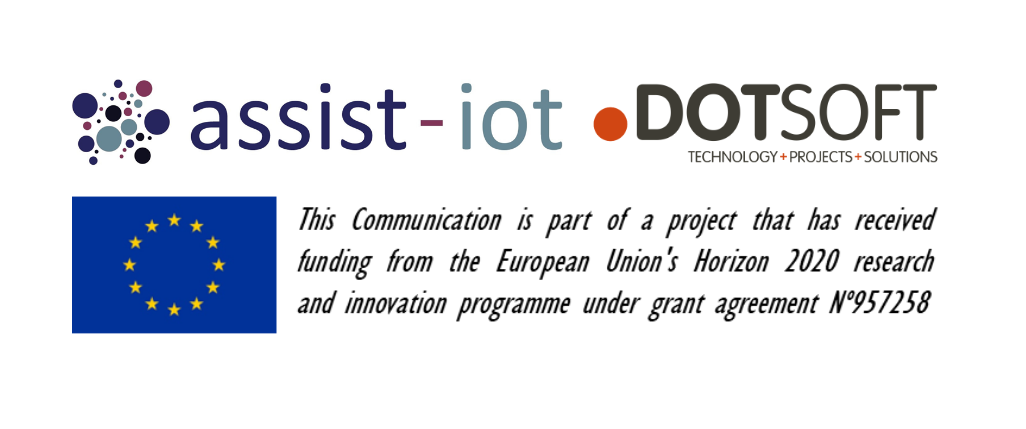 assist-iot
DOTSOFT
TECHNOLOGY+PROJECTS+SOLUTIONS
This Communication is part of a project that has received
funding from the European Union's Horizon 2020 research
and innovation programme under grant agreement Nº957258